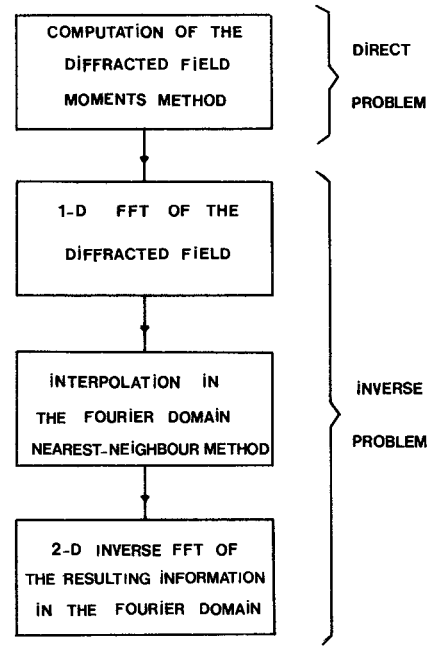 COMPUTATION OF THE
DIFFRACTED FIELD
MOMENTS METHOD
DIRECT
PROBLEM
1-D FFT OF THE
DIFFRACTED FIELD
INTERPOLATION IN
THE FOURIER DOMAIN
NEAREST-NEIGHBOUR METHOD
INVERSE
PROBLEM
2-D INVERSE FFT OF
THE RESULTING INFORMATION
IN THE FOURIER DOMAIN